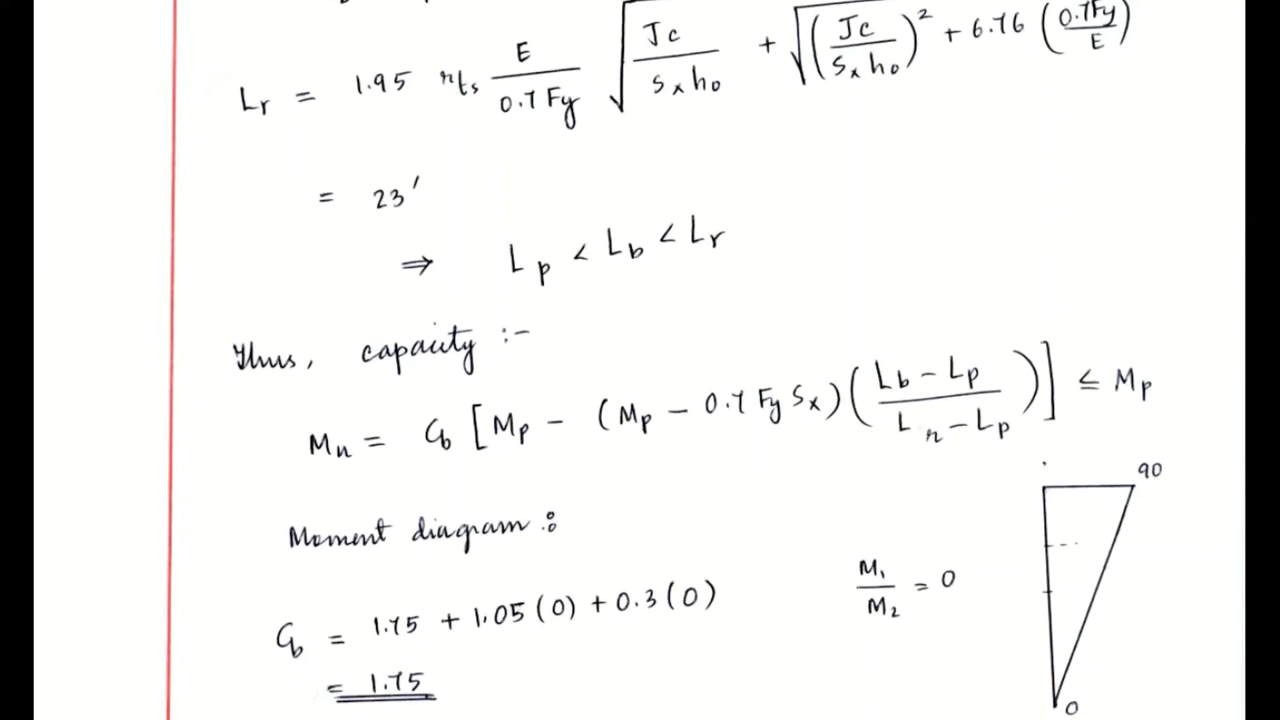 Lr = 1.95 rts E/0.7Fy √(Jc/Sxho + √((Jc/Sxho)² + 6.76 (0.7Fy/E)
= 23'
⇒ Lp < Lb < Lr
Thus, capacity :-
Mn = Cb [Mp - (Mp - 0.7 Fy Sx)(Lb - Lp/Lr - Lp)] ≤ Mp
90
Moment diagram :
M1/M2 = 0
Cb = 1.75 + 1.05(0) + 0.3(0)
= 1.75
0